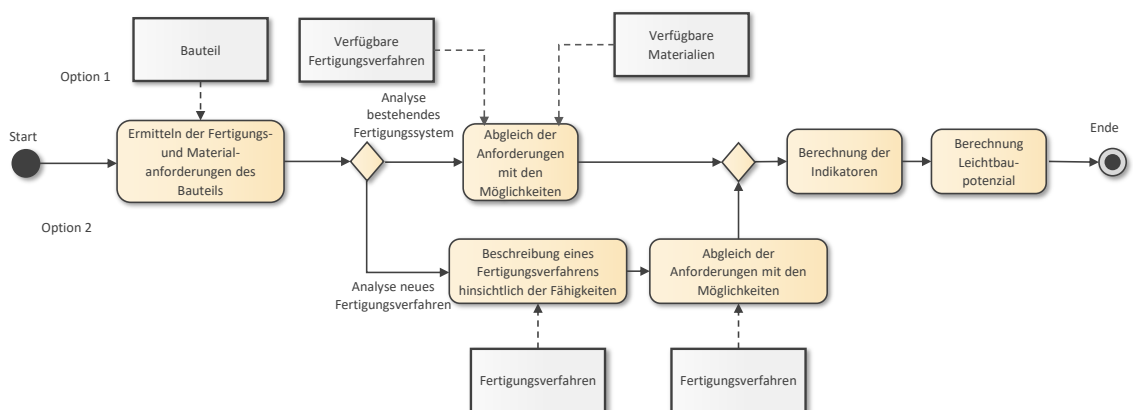 Bauteil
Verfügbare
Fertigungsverfahren
Verfügbare
Materialien
Option 1
Analyse
bestehendes
Fertigungssystem
Start
Ermitteln der Fertigungs-
und Material-
anforderungen des
Bauteils
Abgleich der
Anforderungen
mit den
Möglichkeiten
Berechnung der
Indikatoren
Berechnung
Leichtbau-
potenzial
Ende
Option 2
Analyse neues
Fertigungsverfahren
Beschreibung eines
Fertigungsverfahrens
hinsichtlich der Fähigkeiten
Abgleich der
Anforderungen mit den
Möglichkeiten
Fertigungsverfahren
Fertigungsverfahren